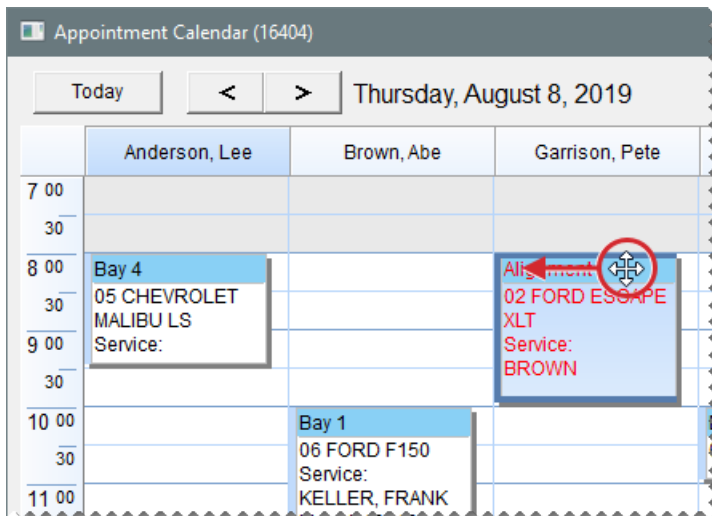 Appointment Calendar (16404)
Today < > Thursday, August 8, 2019
Anderson, Lee Brown, Abe Garrison, Pete
7 00
30
8 00
30
9 00
30
10 00
30
11 00
Bay 4
05 CHEVROLET
MALIBU LS
Service:
Bay 1
06 FORD F150
Service:
KELLER, FRANK
Alignment
02 FORD ESCAPE
XLT
Service:
BROWN